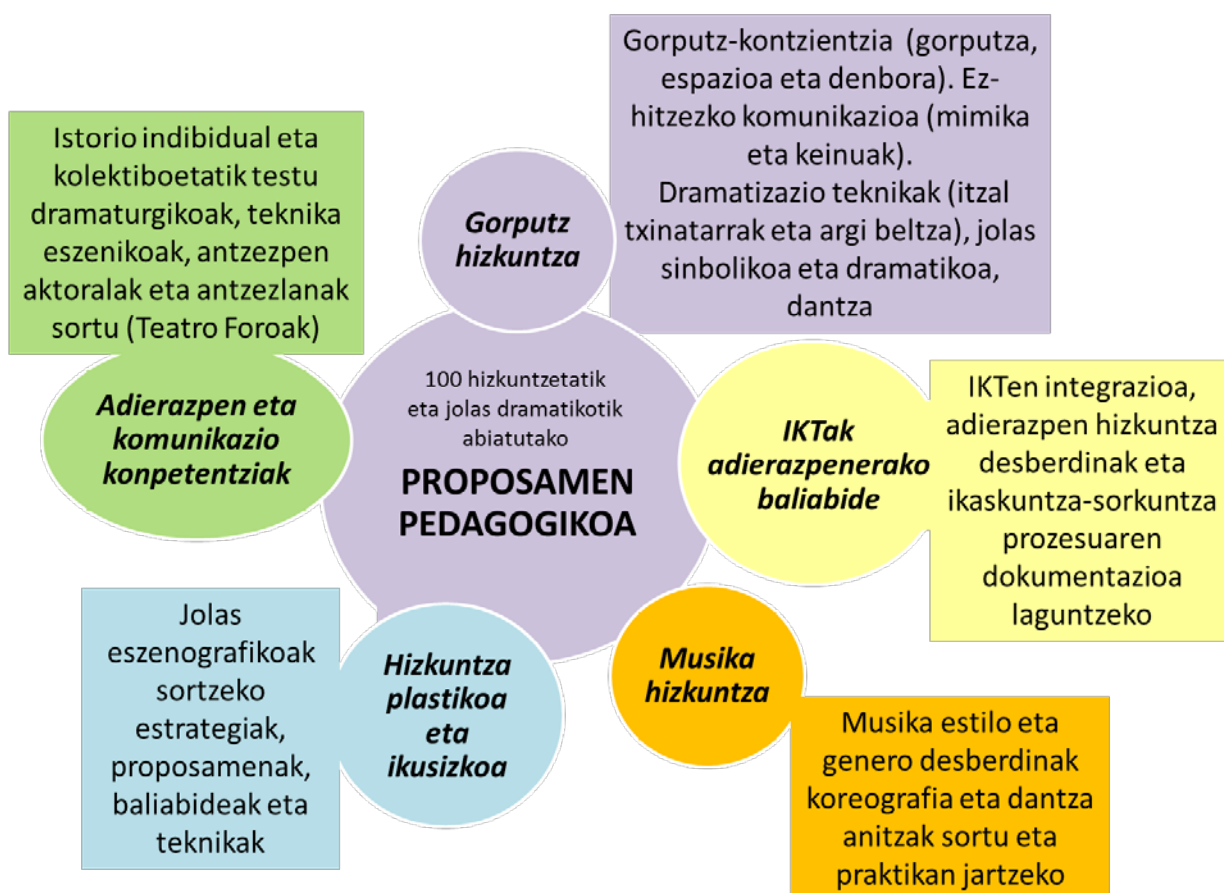 Gorputz-kontzientzia (gorputza,
espazioa eta denbora). Ez-
hitzezko komunikazioa (mimika
eta keinuak).
Dramatizazio teknikak (itzal
txinatarrak eta argi beltza), jolas
sinbolikoa eta dramatikoa,
dantza
Gorputz
hizkuntza
Istorio indibidual eta
kolektiboetatik testu
dramaturgikoak, teknika
eszenikoak, antzezpen
aktoralak eta antzezlanak
sortu (Teatro Foroak)
Adierazpen eta
komunikazio
konpetentziak
100 hizkuntzetatik
eta jolas dramatikotik
abiatutako
PROPOSAMEN
PEDAGOGIKOA
IKTak
adierazpenerako
baliabide
IKTen integrazioa,
adierazpen hizkuntza
desberdinak eta
ikaskuntza-sorkuntza
prozesuaren
dokumentazioa
laguntzeko
Jolas
eszenografikoak
sortzeko
estrategiak,
proposamenak,
baliabideak eta
teknikak
Hizkuntza
plastikoa
eta
ikusizkoa
Musika
hizkuntza
Musika estilo eta
genero desberdinak
koreografia eta dantza
anitzak sortu eta
praktikan jartzeko